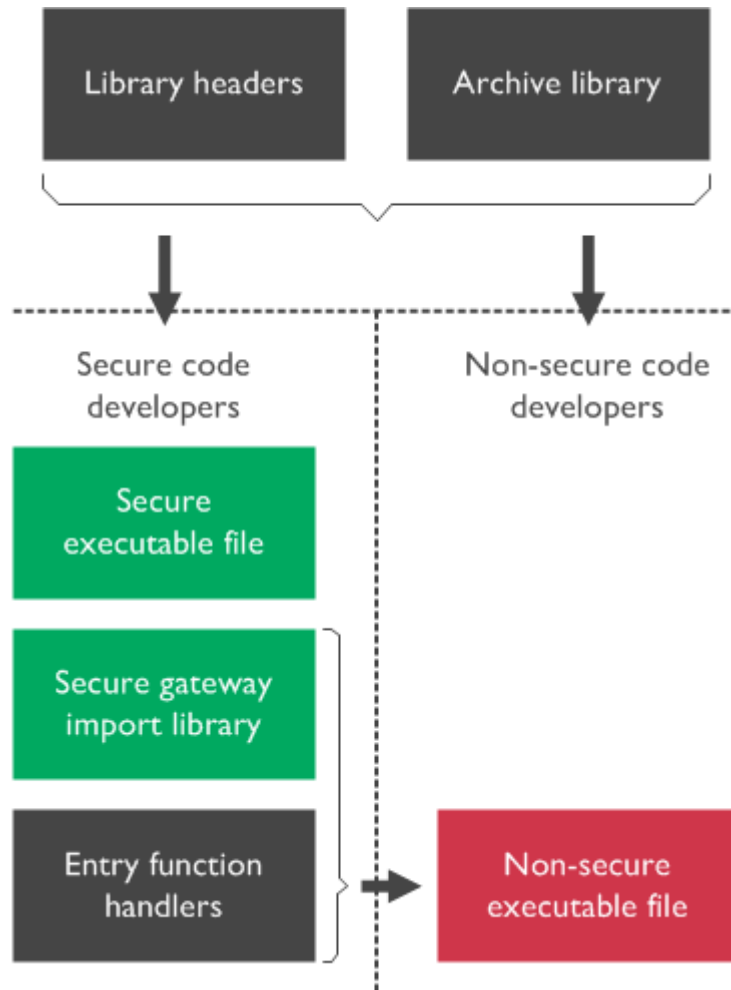 Library headers
Archive library
Secure code
developers
Non-secure code
developers
Secure
executable file
Secure gateway
import library
Entry function
handlers
Non-secure
executable file